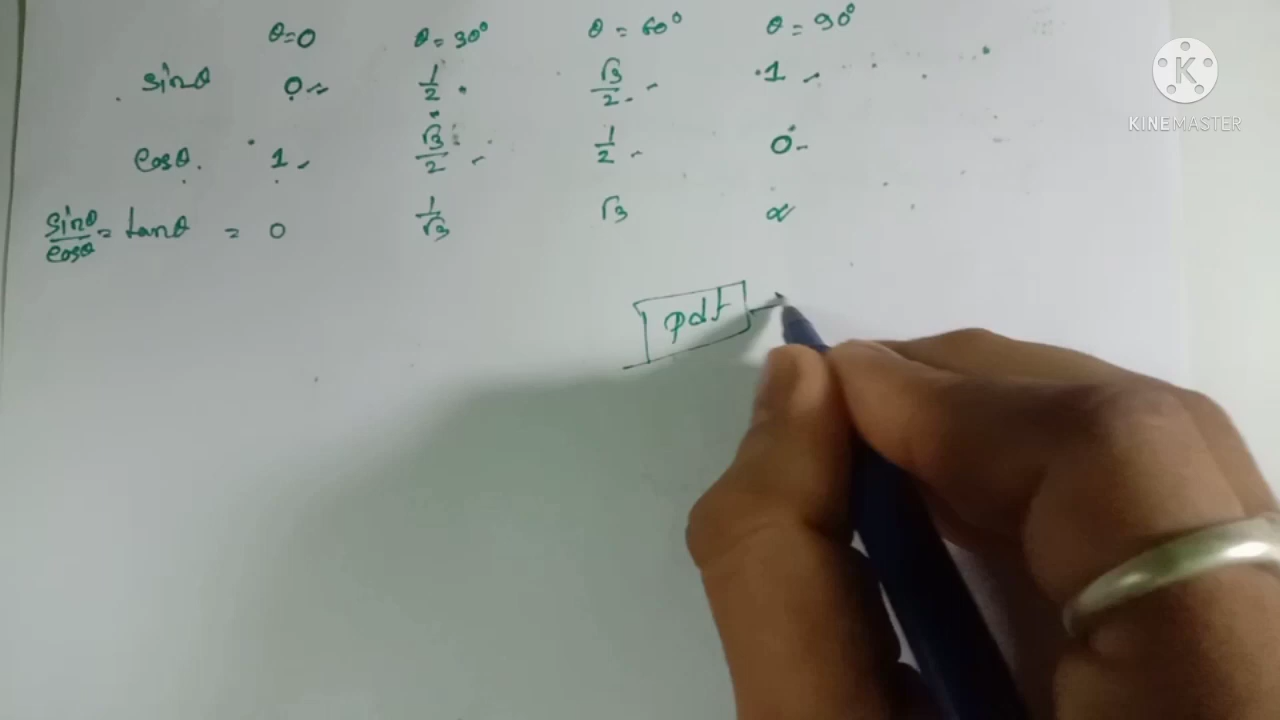 θ=0 θ=30° θ=60° θ=90°
sinθ 0 1/2 √3/2 1
cosθ 1 √3/2 1/2 0
sinθ/cosθ = tanθ = 0 1/√3 √3 ∝
pdf
K
KINEMASTER